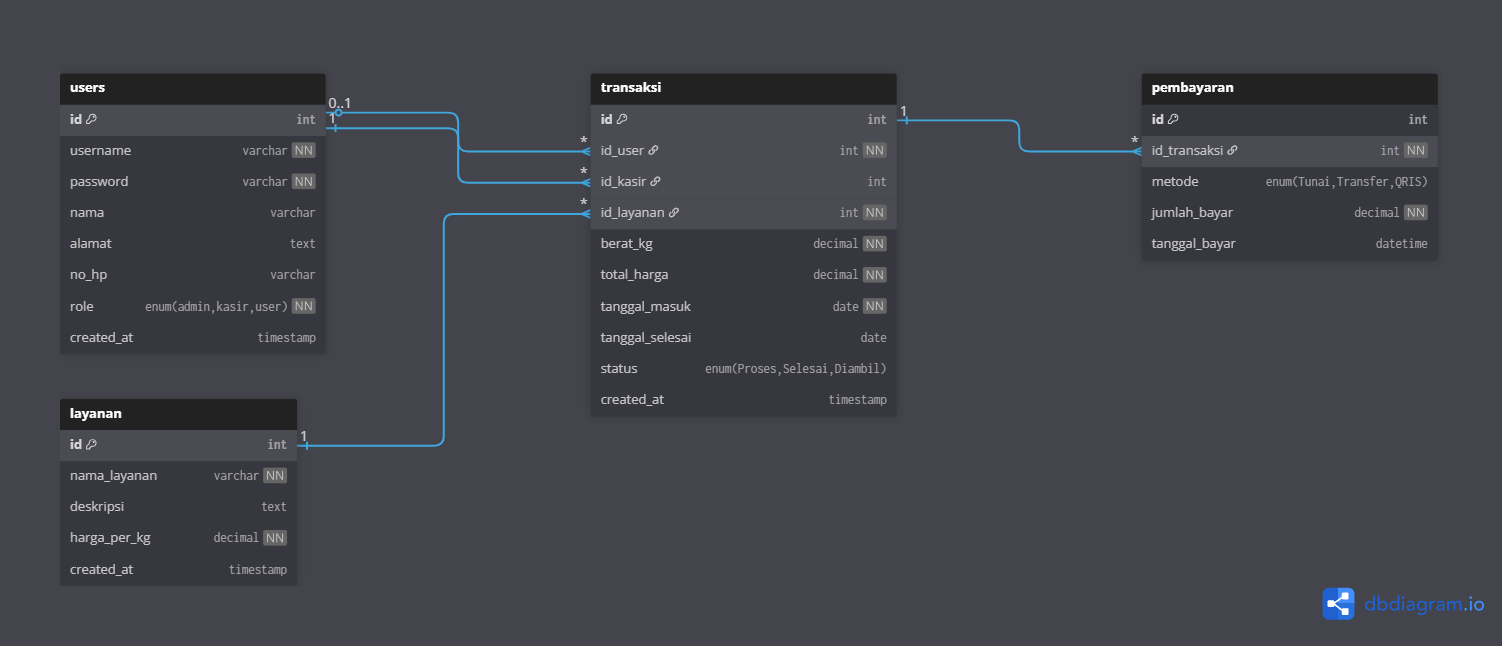 users
id int
username varchar NN
password varchar NN
nama varchar
alamat text
no_hp varchar
role enum(admin,kasir,user) NN
created_at timestamp
0..1
1
layanan
id int
nama_layanan varchar NN
deskripsi text
harga_per_kg decimal NN
created_at timestamp
1
*
*
*
transaksi
id int
id_user int NN
id_kasir int
id_layanan int NN
berat_kg decimal NN
total_harga decimal NN
tanggal_masuk date NN
tanggal_selesai date
status enum(Proses,Selesai,Diambil)
created_at timestamp
1
*
pembayaran
id int
id_transaksi int NN
metode enum(Tunai,Transfer,QRIS)
jumlah_bayar decimal NN
tanggal_bayar datetime
dbdiagram.io